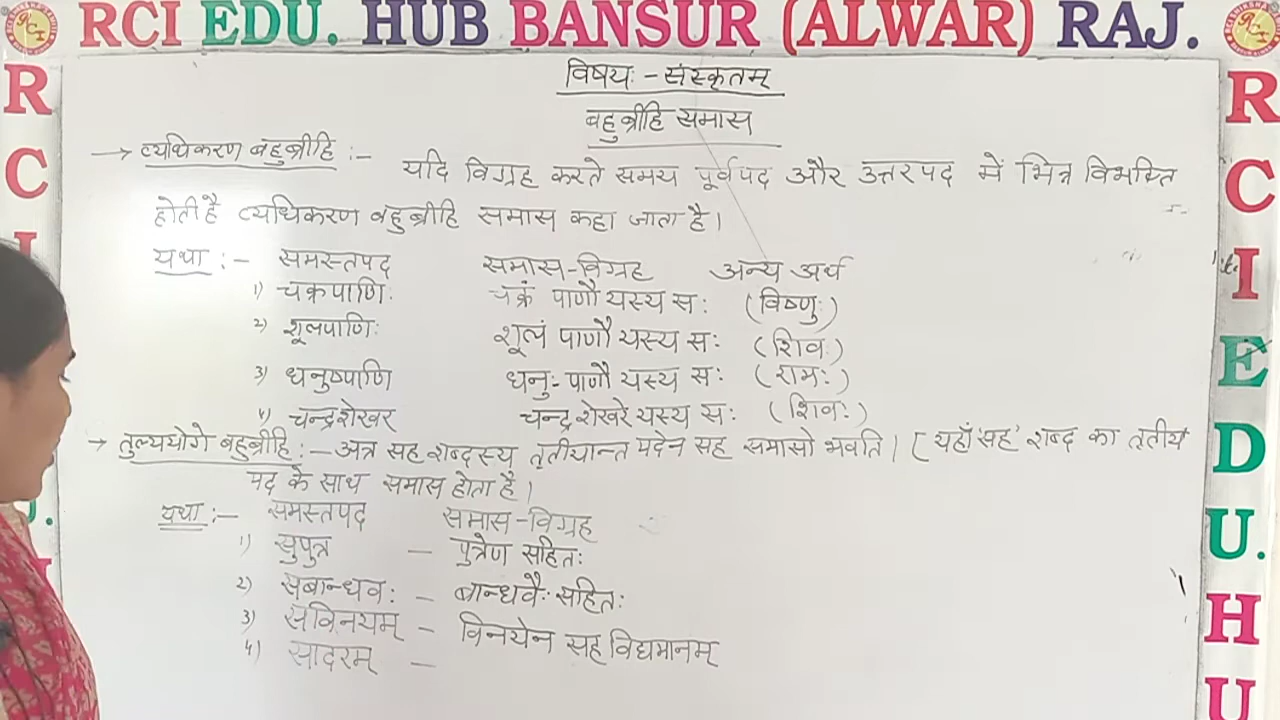 RCI EDU. HUB BANSUR (ALWAR) RAJ.
विषयः - संस्कृतम्
बहुव्रीहि समास
→ व्यधिकरण बहुव्रीहि :- यदि विग्रह करते समय पूर्वपद और उत्तरपद में भिन्न विभक्ति
होती है व्यधिकरण बहुव्रीहि समास कहा जाता है।
यथा :- समस्तपद समास-विग्रह अन्य अर्थ
1) चक्रपाणिः चक्रं पाणौ यस्य सः (विष्णुः)
2) शूलपाणिः शूलं पाणौ यस्य सः (शिवः)
3) धनुष्पाणि धनुः पाणौ यस्य सः (रामः)
4) चन्द्रशेखर चन्द्र शेखरे यस्य सः (शिवः)
→ तुल्ययोगे बहुव्रीहि :- अत्र सह शब्दस्य तृतीयान्त पदेन सह समासो भवति। [यहाँ 'सह' शब्द का तृतीय
पद के साथ समास होता है।
यथा :- समस्तपद समास-विग्रह
1) सुपुत्र - पुत्रेण सहितः
2) सबान्धवः - बान्धवैः सहितः
3) सविनयम् - विनयेन सह विद्यमानम्
4) सादरम् -
R
C
I
R
C
I
E
D
U.
H
U